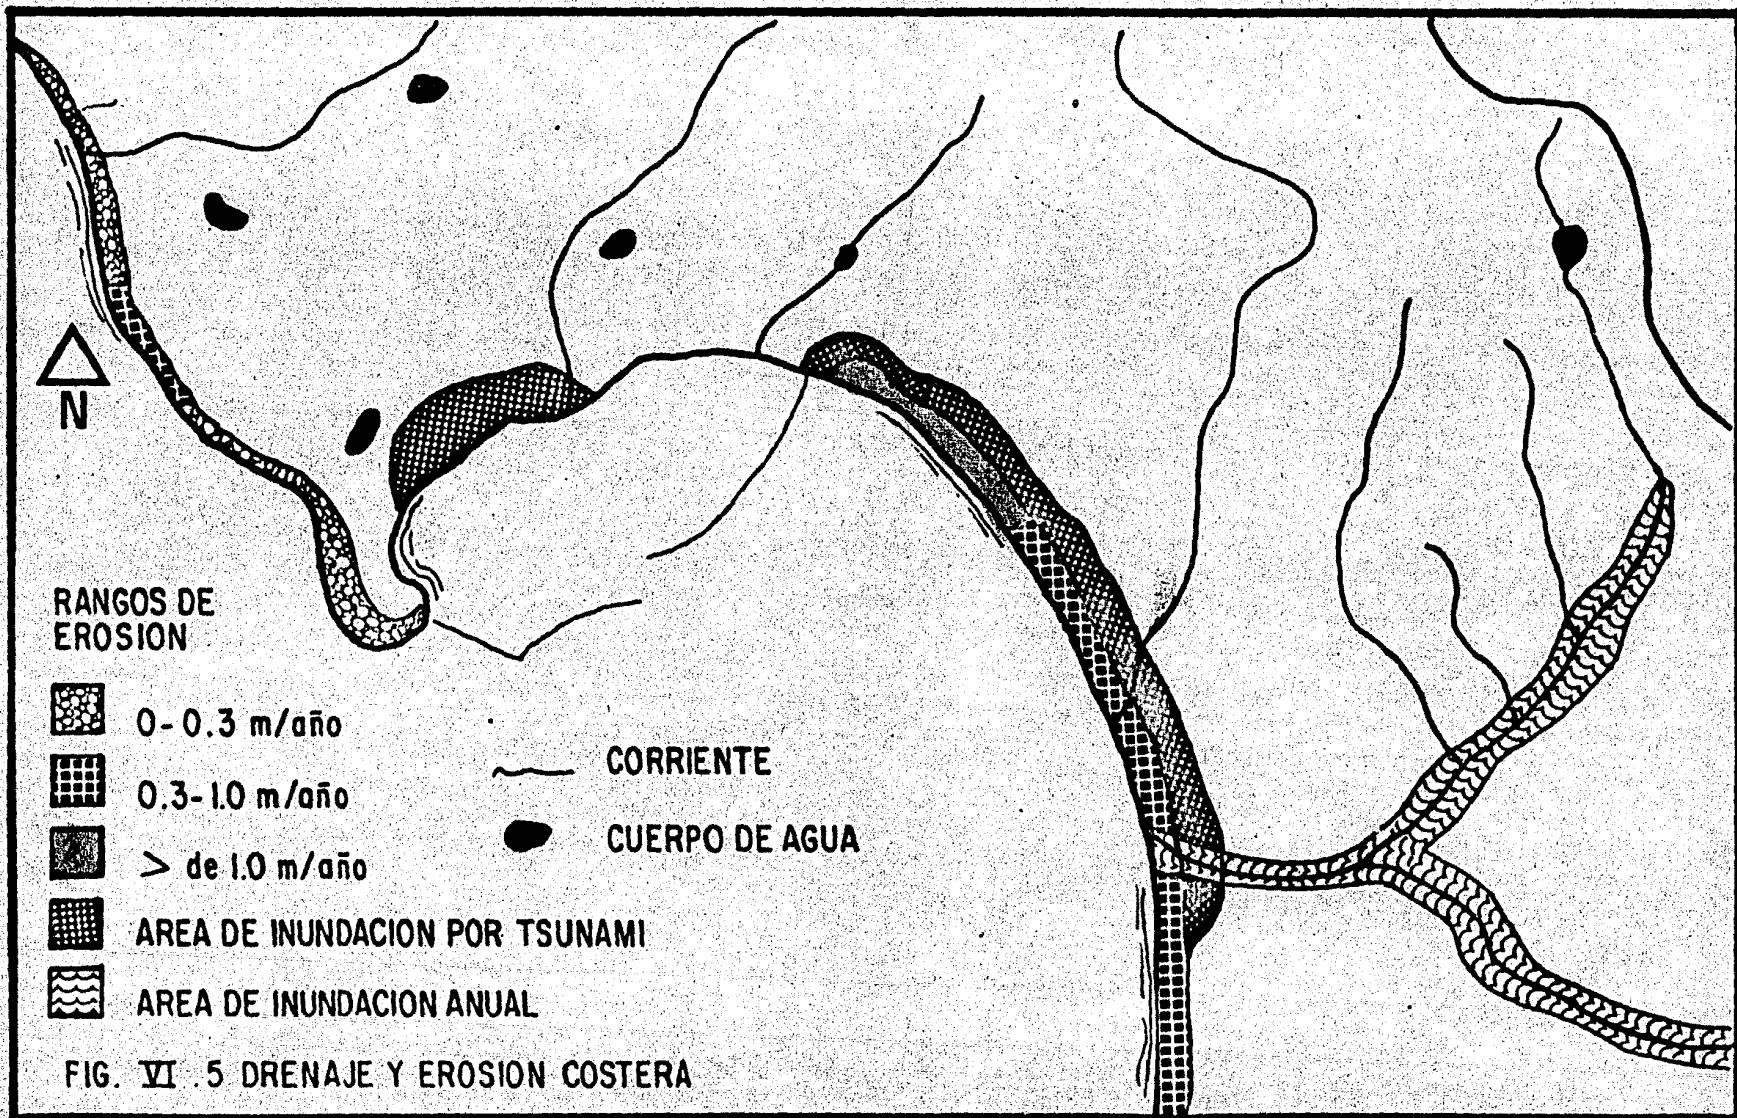 N
RANGOS DE
EROSION
0-0.3 m/año
0.3-1.0 m/año
> de 1.0 m/año
AREA DE INUNDACION POR TSUNAMI
AREA DE INUNDACION ANUAL
CORRIENTE
CUERPO DE AGUA
FIG. VI .5 DRENAJE Y EROSION COSTERA